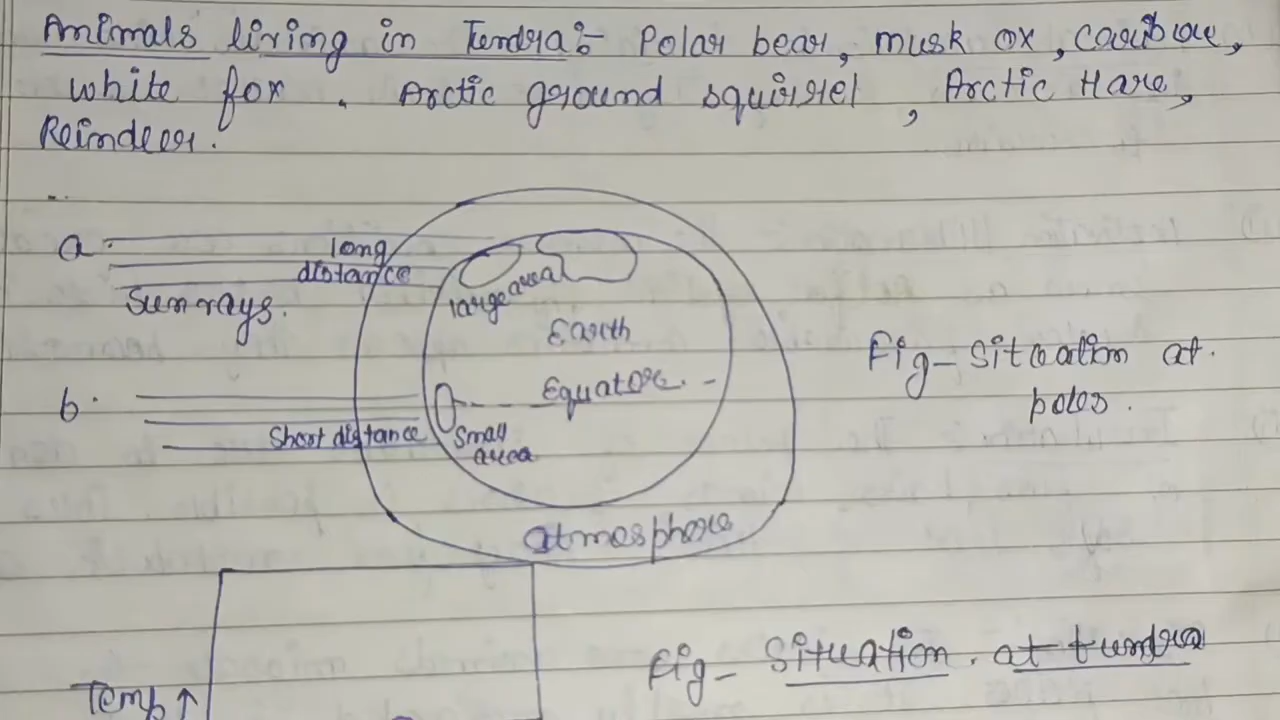 Animals living in Tundra:- Polar bear, musk ox, caribou,
white fox. Arctic ground squirrel, Arctic Hare,
Reindeer.
a. long
distance
Sun rays.
large area
Earth
Fig- Situation at
poles.
b. Equator.
Short distance small
area
atmosphere
Fig- Situation at tundra
Temp ↑